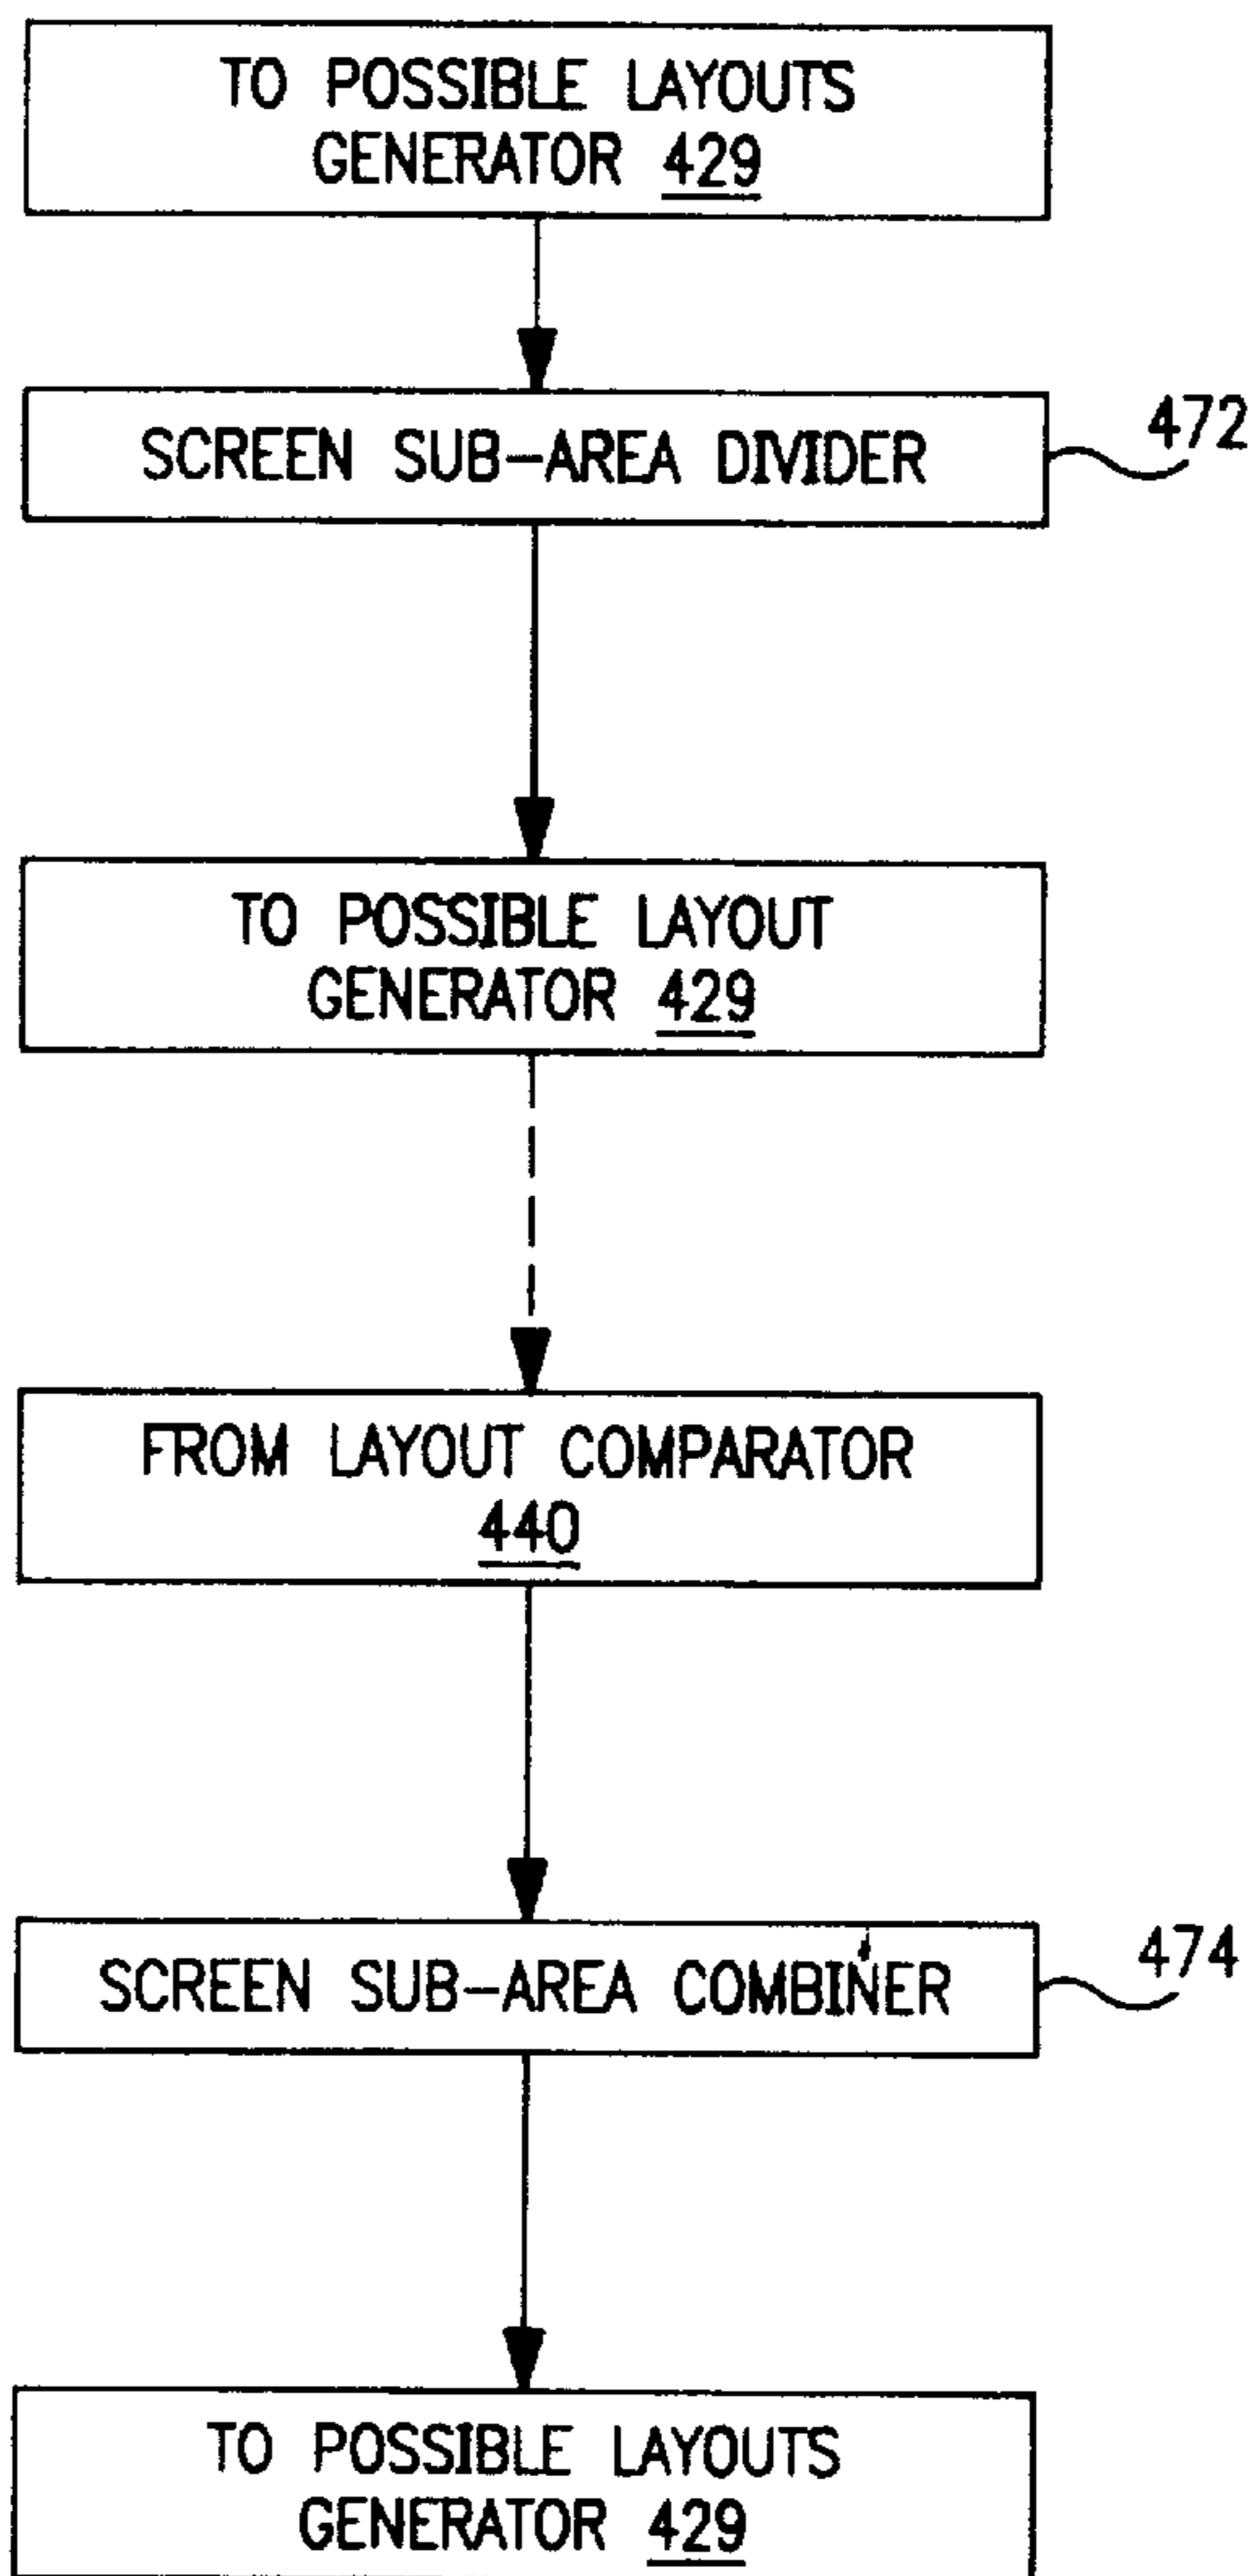 TO POSSIBLE LAYOUTS
GENERATOR 429
SCREEN SUB-AREA DIVIDER
472
TO POSSIBLE LAYOUT
GENERATOR 429
FROM LAYOUT COMPARATOR
440
SCREEN SUB-AREA COMBINER
474
TO POSSIBLE LAYOUTS
GENERATOR 429